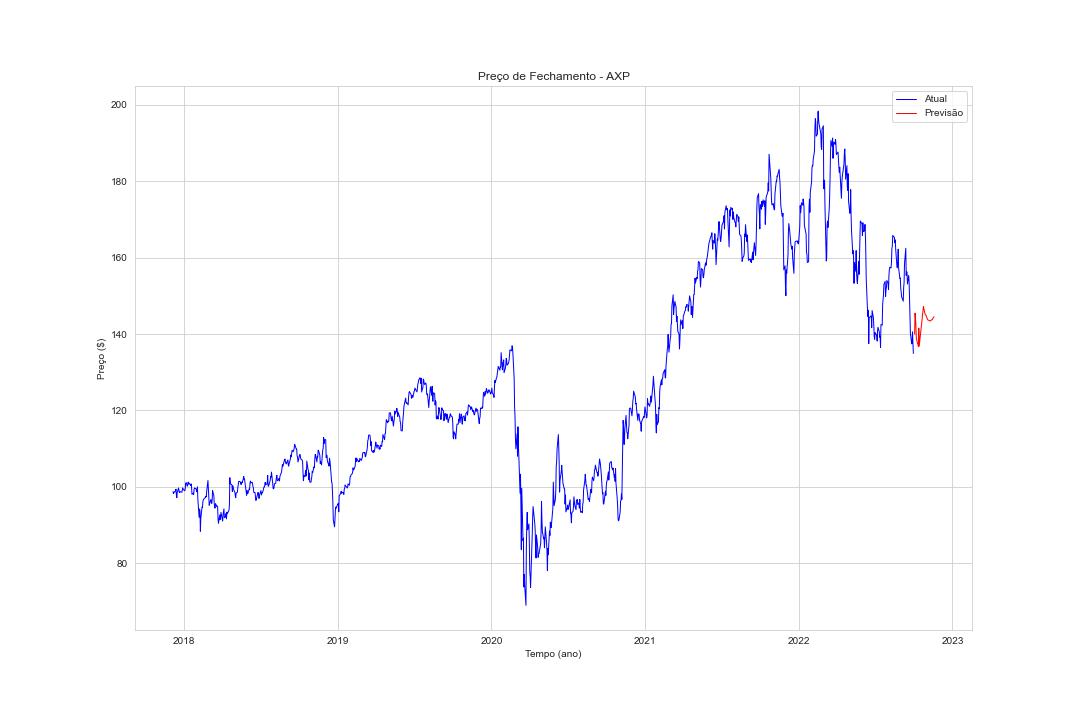 Preço de Fechamento - AXP
Atual
Previsão
200
180
160
140
120
100
80
Preço ($)
2018
2019
2020
2021
2022
2023
Tempo (ano)